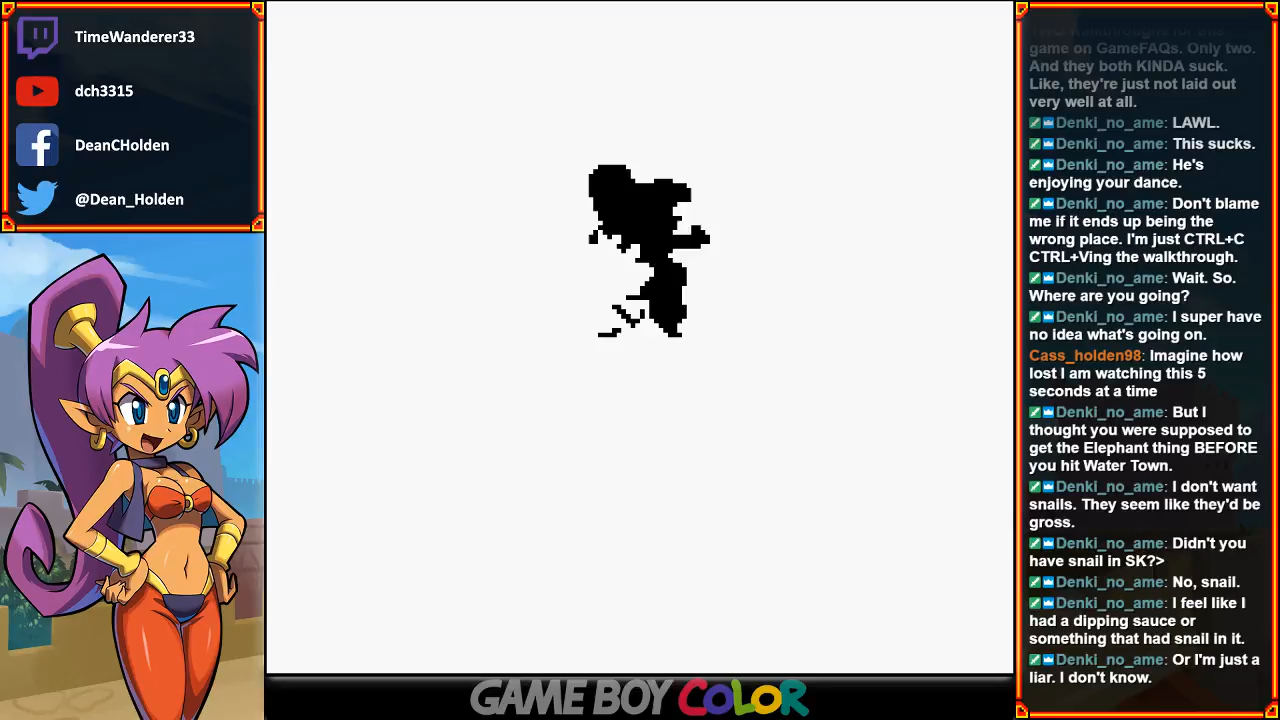 TimeWanderer33
dch3315
DeanCHolden
@Dean_Holden
game on GameFAQs. Only two.
And they both KINDA suck.
Like, they're just not laid out
very well at all.
Denki_no_ame: LAWL.
Denki_no_ame: This sucks.
Denki_no_ame: He's
enjoying your dance.
Denki_no_ame: Don't blame
me if it ends up being the
wrong place. I'm just CTRL+C
CTRL+Ving the walkthrough.
Denki_no_ame: Wait. So.
Where are you going?
Denki_no_ame: I super have
no idea what's going on.
Cass_holden98: Imagine how
lost I am watching this 5
seconds at a time
Denki_no_ame: But I
thought you were supposed to
get the Elephant thing BEFORE
you hit Water Town.
Denki_no_ame: I don't want
snails. They seem like they'd be
gross.
Denki_no_ame: Didn't you
have snail in SK?>
Denki_no_ame: No, snail.
Denki_no_ame: I feel like I
had a dipping sauce or
something that had snail in it.
Denki_no_ame: Or I'm just a
liar. I don't know.
GAME BOY COLOR